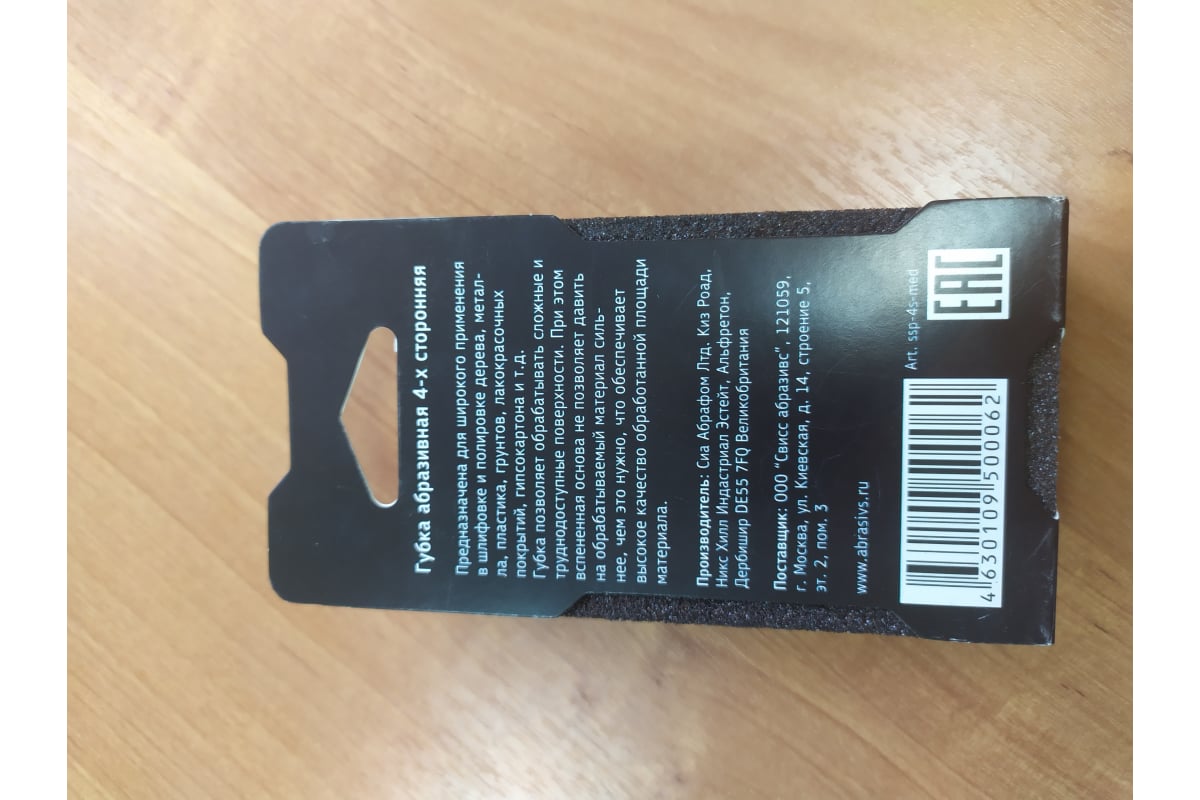 Губка абразивная 4-х сторонняя
Предназначена для широкого применения
в шлифовке и полировке дерева, метал-
ла, пластика, грунтов, лакокрасочных
покрытий, гипсокартона и т.д.
Губка позволяет обрабатывать сложные и
труднодоступные поверхности. При этом
вспененная основа не позволяет давить
на обрабатываемый материал силь-
нее, чем это нужно, что обеспечивает
высокое качество обработанной площади
материала.
Производитель: Сиа Абрафом Лтд. Киз Роад,
Никс Хилл Индастриал Эстейт, Альфретон,
Дербишир DE55 7FQ Великобритания
Поставщик: ООО "Свисс абразивс", 121059,
г. Москва, ул. Киевская, д. 14, строение 5,
эт. 2, пом. 3
www.abrasivs.ru
Art. ssp-4s-med
4630109500062
EAC